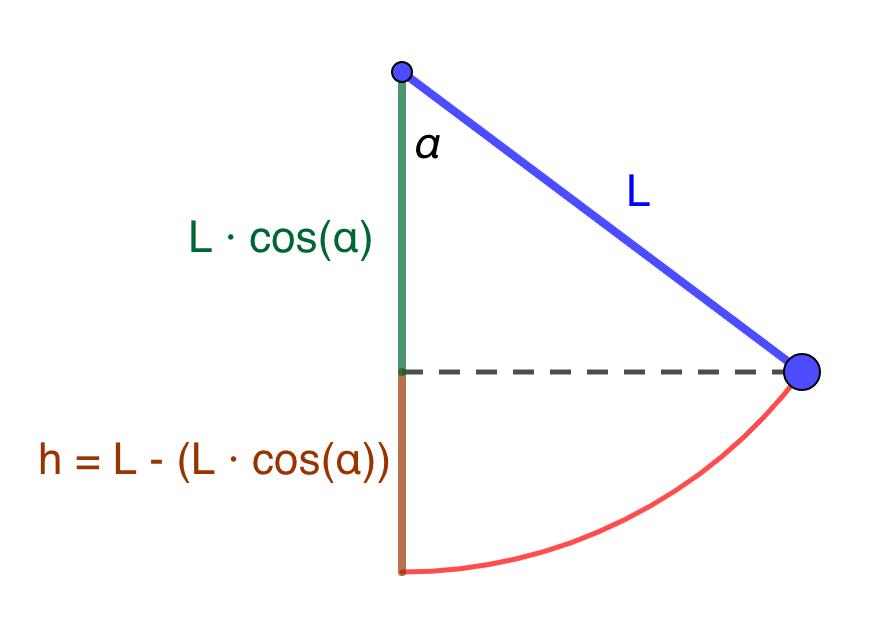 α
L
L · cos(α)
h = L - (L · cos(α))